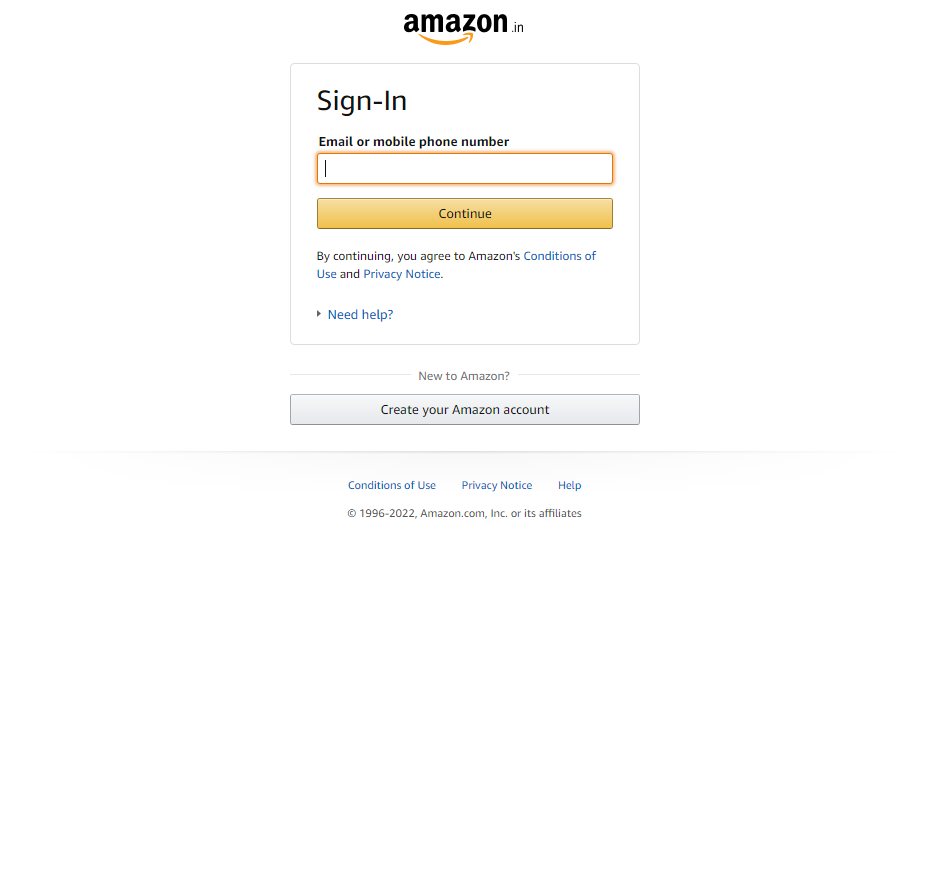 amazon.in
Sign-In
Email or mobile phone number
Continue
By continuing, you agree to Amazon's Conditions of
Use and Privacy Notice.
Need help?
New to Amazon?
Create your Amazon account
Conditions of Use Privacy Notice Help
© 1996-2022, Amazon.com, Inc. or its affiliates